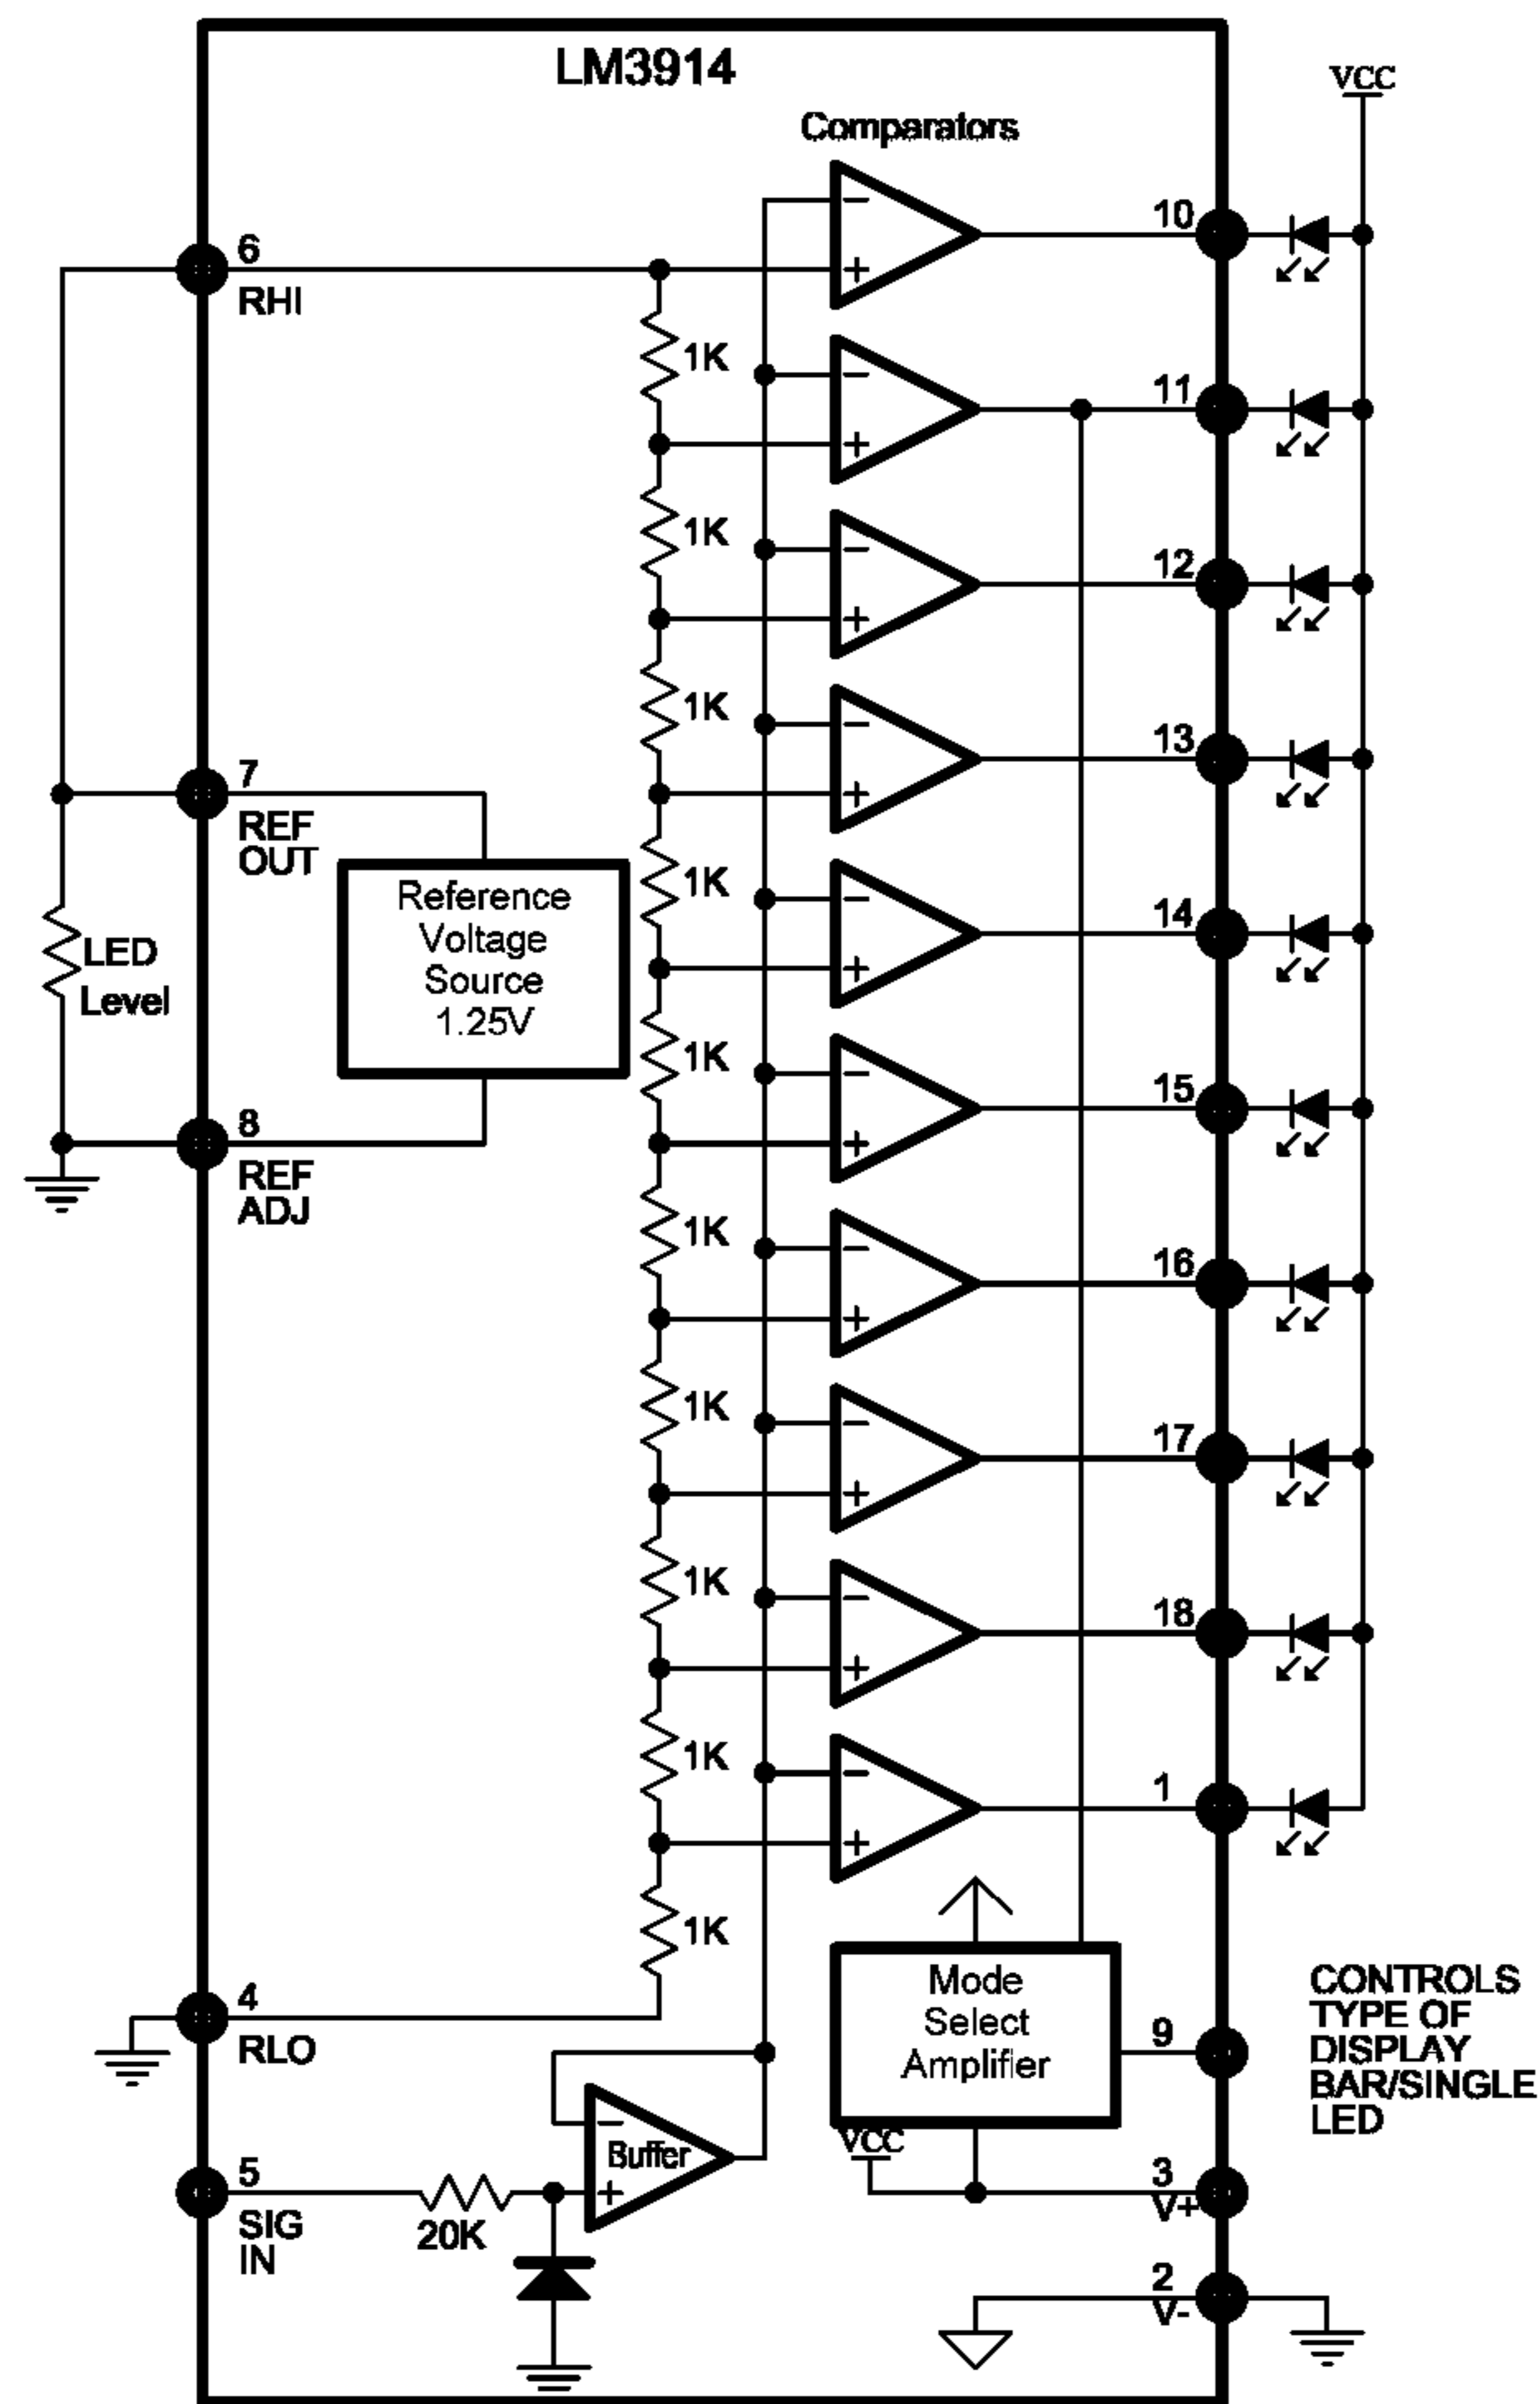 LM3914
VCC
Comparators
10
6
RHI
1K
11
1K
12
1K
13
7
REF
OUT
1K
14
Reference
Voltage
Source
1.25V
LED
Level
1K
15
8
REF
ADJ
1K
16
1K
17
1K
18
1K
1
1K
Mode
Select
Amplifier
CONTROLS
TYPE OF
DISPLAY
BAR/SINGLE
LED
4
RLO
9
Buffer
VCC
5
SIG
IN
20K
3
V+
2
V-